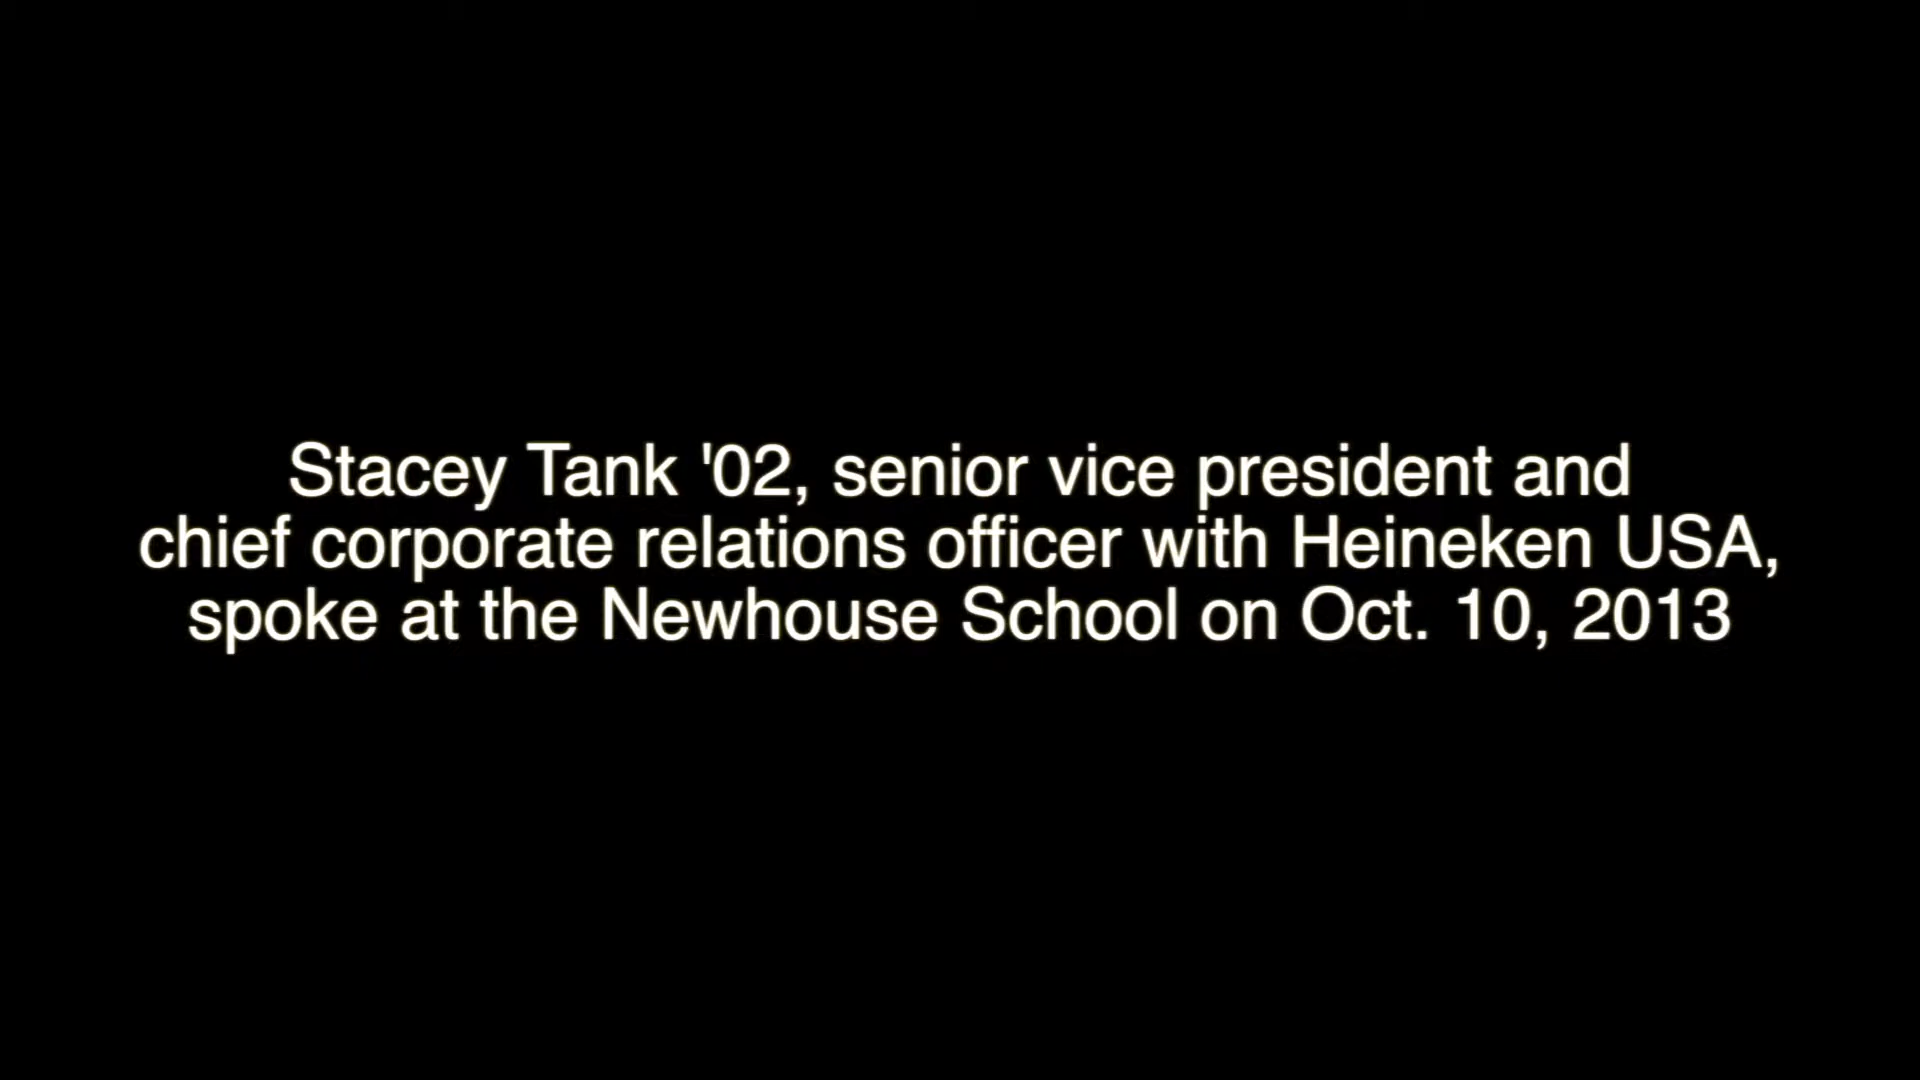 Stacey Tank '02, senior vice president and
chief corporate relations officer with Heineken USA,
spoke at the Newhouse School on Oct. 10, 2013